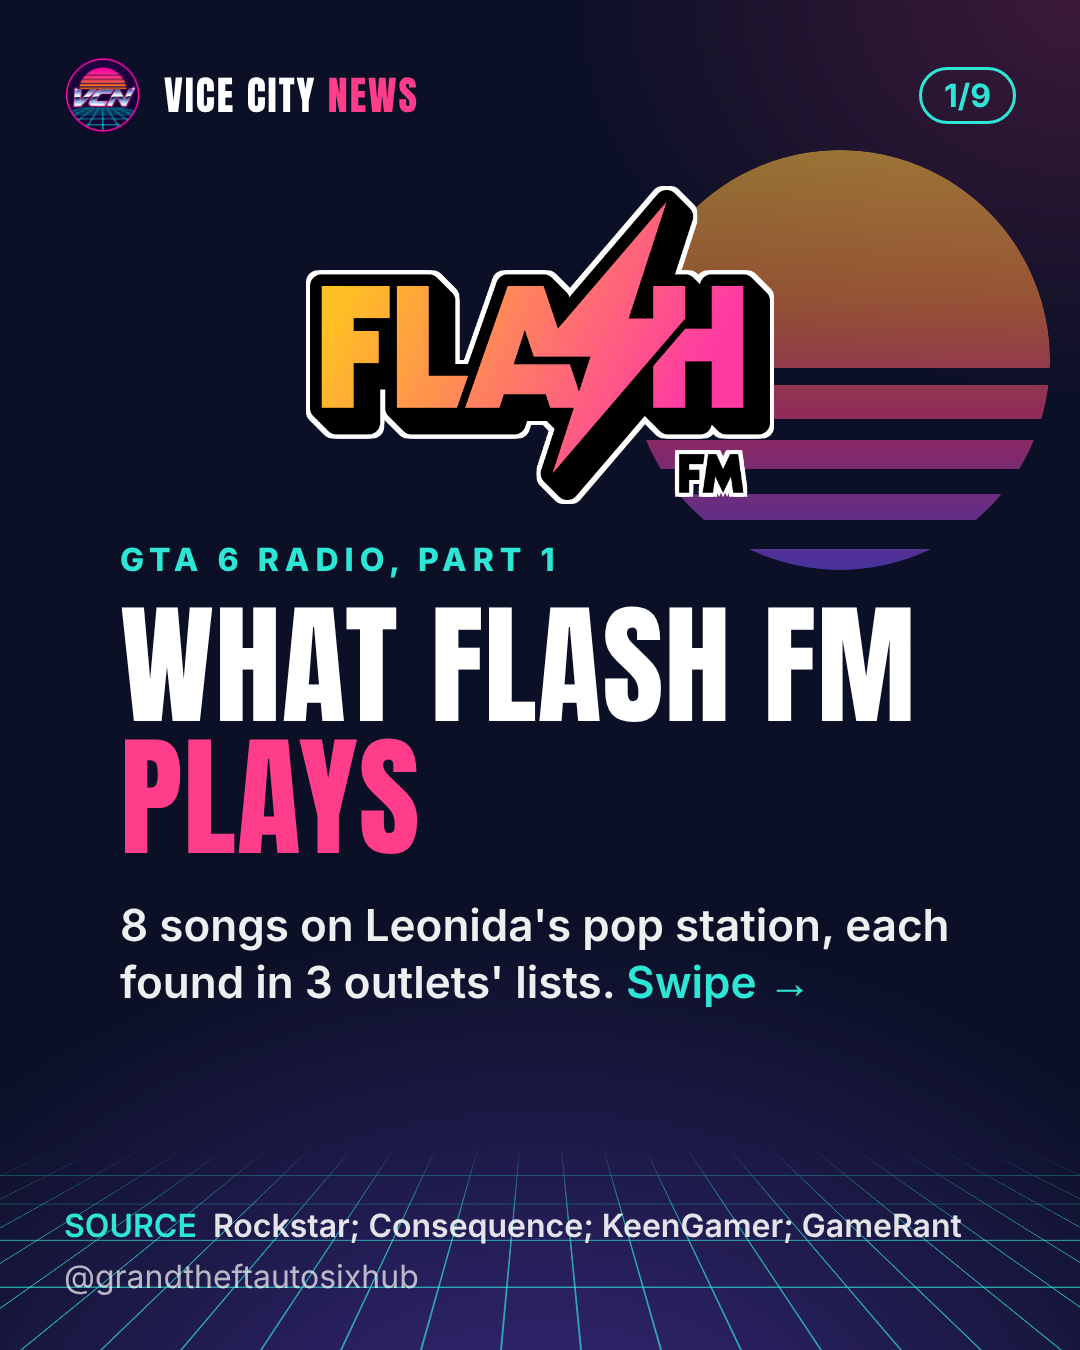 VCN
VICE CITY NEWS
1/9
FLASH
FM
GTA 6 RADIO, PART 1
WHAT FLASH FM
PLAYS
8 songs on Leonida's pop station, each
found in 3 outlets' lists. Swipe →
SOURCE Rockstar; Consequence; KeenGamer; GameRant
@grandtheftautosixhub